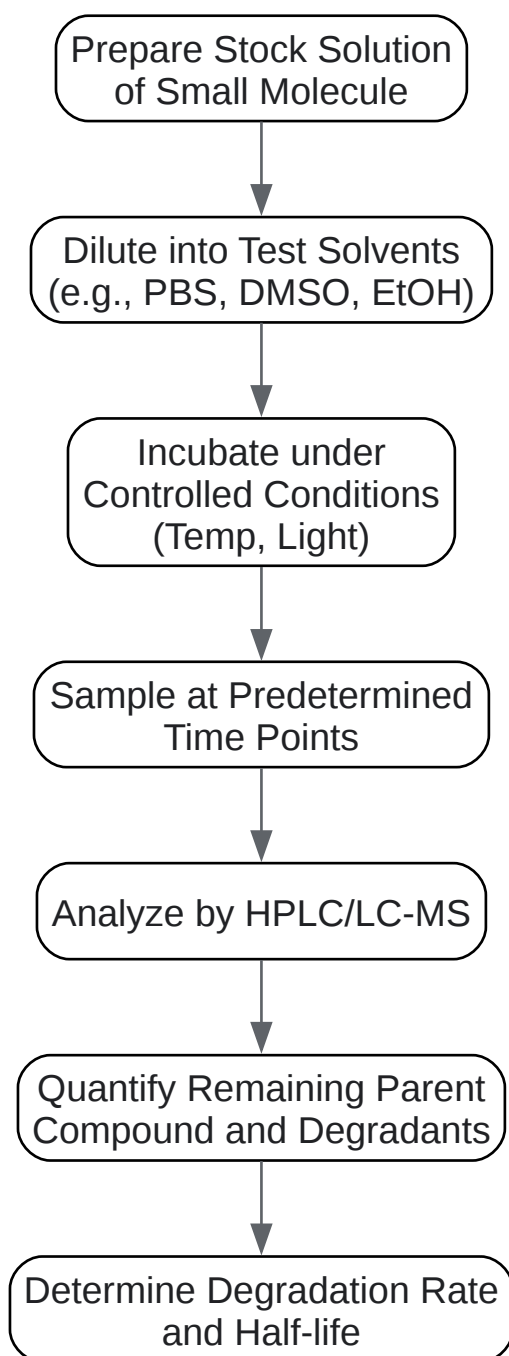 Prepare Stock Solution
of Small Molecule
Dilute into Test Solvents
(e.g., PBS, DMSO, EtOH)
Incubate under
Controlled Conditions
(Temp, Light)
Sample at Predetermined
Time Points
Analyze by HPLC/LC-MS
Quantify Remaining Parent
Compound and Degradants
Determine Degradation Rate
and Half-life